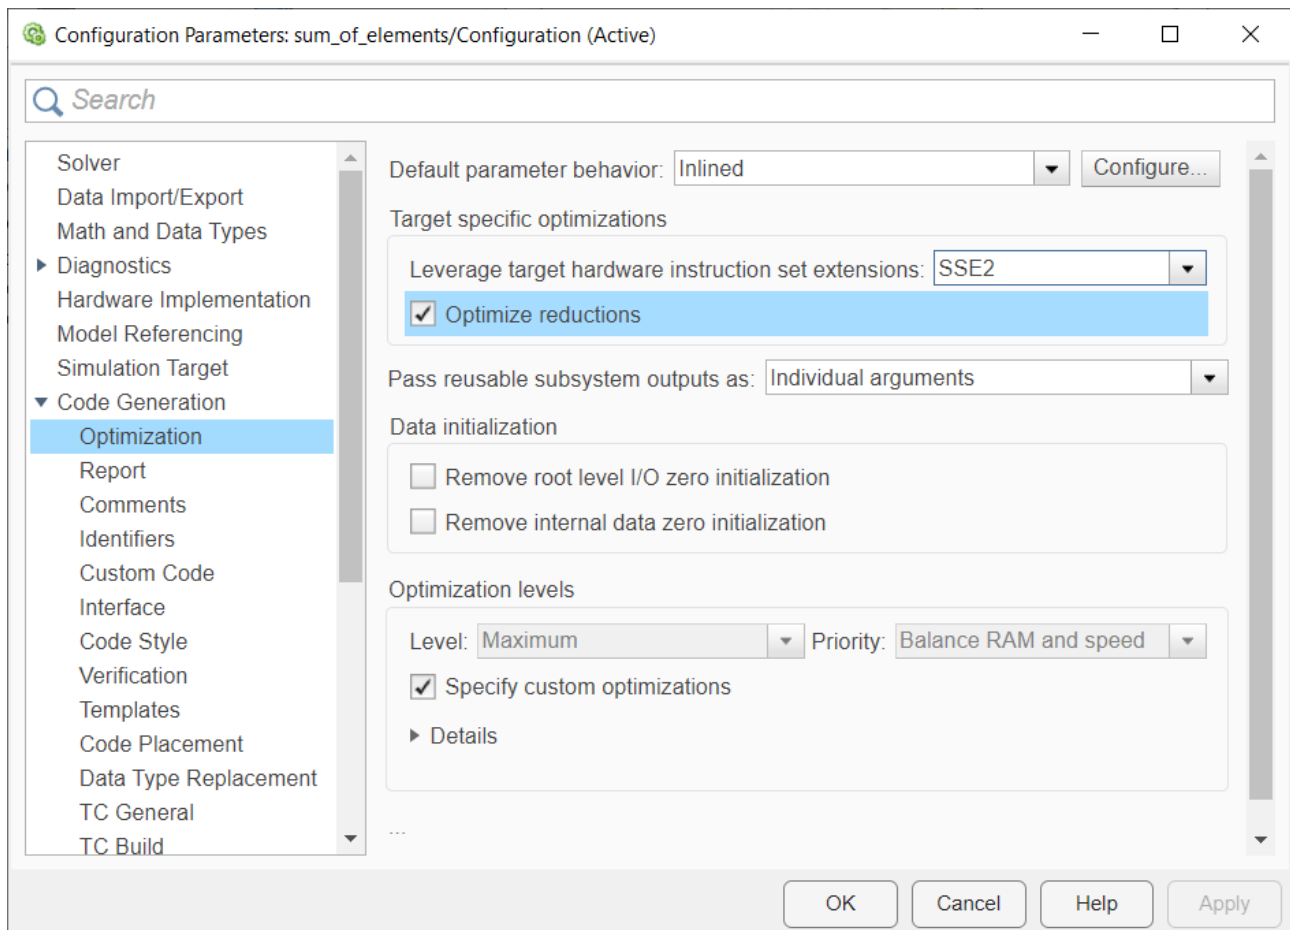 Configuration Parameters: sum_of_elements/Configuration (Active)
Search
Solver
Data Import/Export
Math and Data Types
Diagnostics
Hardware Implementation
Model Referencing
Simulation Target
Code Generation
Optimization
Report
Comments
Identifiers
Custom Code
Interface
Code Style
Verification
Templates
Code Placement
Data Type Replacement
TC General
TC Build
Default parameter behavior: Inlined Configure...
Target specific optimizations
Leverage target hardware instruction set extensions: SSE2
Optimize reductions
Pass reusable subsystem outputs as: Individual arguments
Data initialization
Remove root level I/O zero initialization
Remove internal data zero initialization
Optimization levels
Level: Maximum Priority: Balance RAM and speed
Specify custom optimizations
Details
...
OK Cancel Help Apply